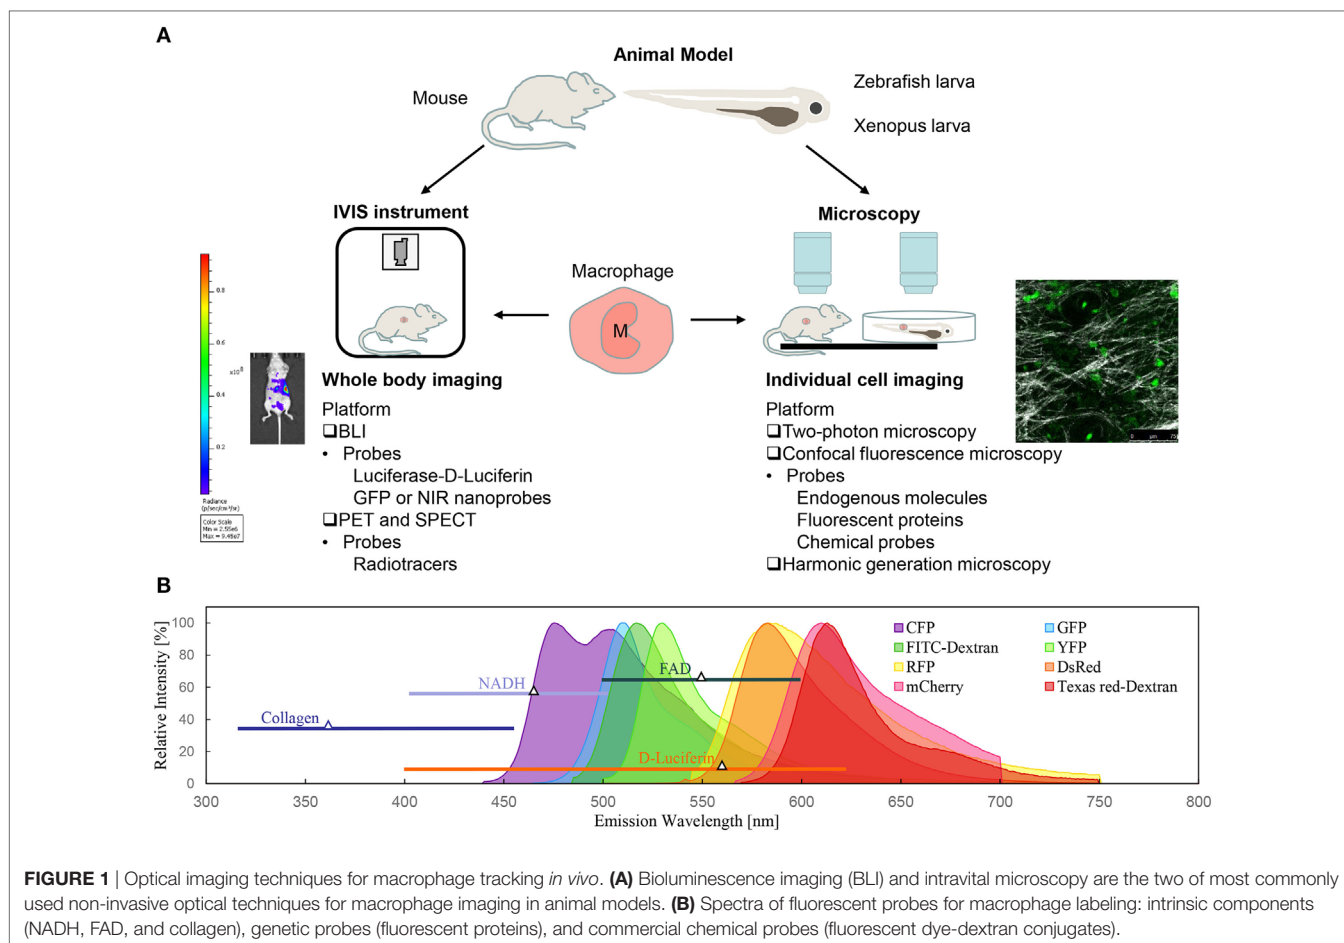 A
Animal Model
Mouse
Zebrafish larva
Xenopus larva
IVIS instrument
Microscopy
Macrophage
M
0.8
0.6
x10⁸
0.4
0.2
Radiance
(p/sec/cm²/sr)
Color Scale
Min = 2.55e6
Max = 9.48e7
Whole body imaging
Platform
❑BLI
• Probes
Luciferase-D-Luciferin
GFP or NIR nanoprobes
❑PET and SPECT
• Probes
Radiotracers
Individual cell imaging
Platform
❑Two-photon microscopy
❑Confocal fluorescence microscopy
• Probes
Endogenous molecules
Fluorescent proteins
Chemical probes
❑Harmonic generation microscopy
0 µm 75
B
Relative Intensity [%]
100
80
60
40
20
0
NADH
FAD
Collagen
D-Luciferin
CFP
GFP
FITC-Dextran
YFP
RFP
DsRed
mCherry
Texas red-Dextran
300 350 400 450 500 550 600 650 700 750 800
Emission Wavelength [nm]
FIGURE 1 | Optical imaging techniques for macrophage tracking in vivo. (A) Bioluminescence imaging (BLI) and intravital microscopy are the two of most commonly
used non-invasive optical techniques for macrophage imaging in animal models. (B) Spectra of fluorescent probes for macrophage labeling: intrinsic components
(NADH, FAD, and collagen), genetic probes (fluorescent proteins), and commercial chemical probes (fluorescent dye-dextran conjugates).